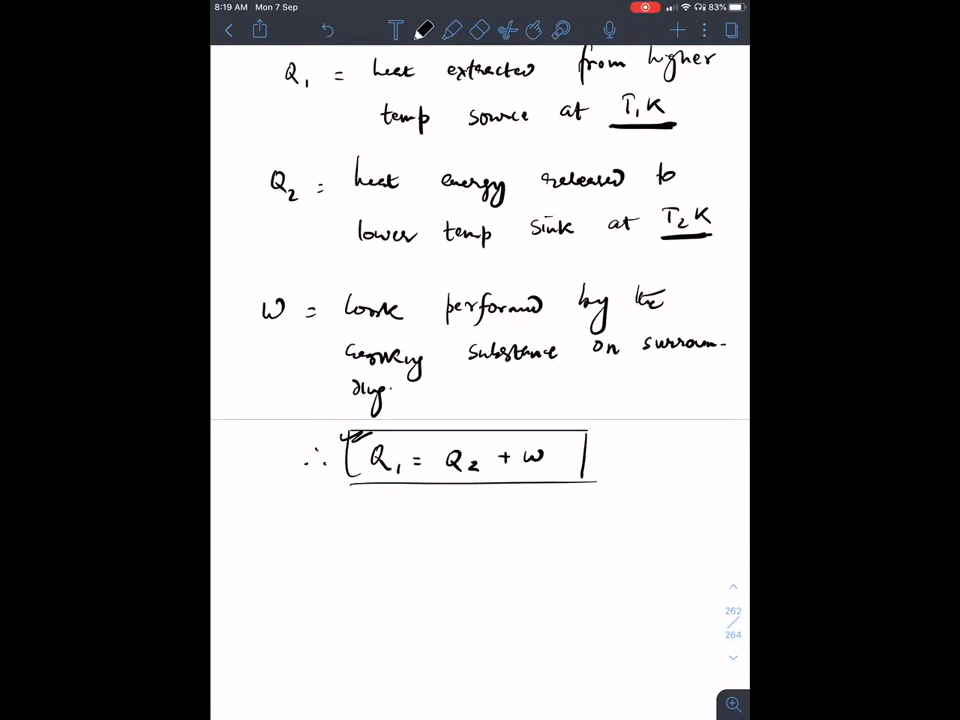 8:19 AM Mon 7 Sep
83%
Q₁ = heat extracted from higher
temp source at T₁K
Q₂ = heat energy released to
lower temp sink at T₂K
W = work performed by the
working substance on surroun-
ding.
∴ Q₁ = Q₂ + W
262
264